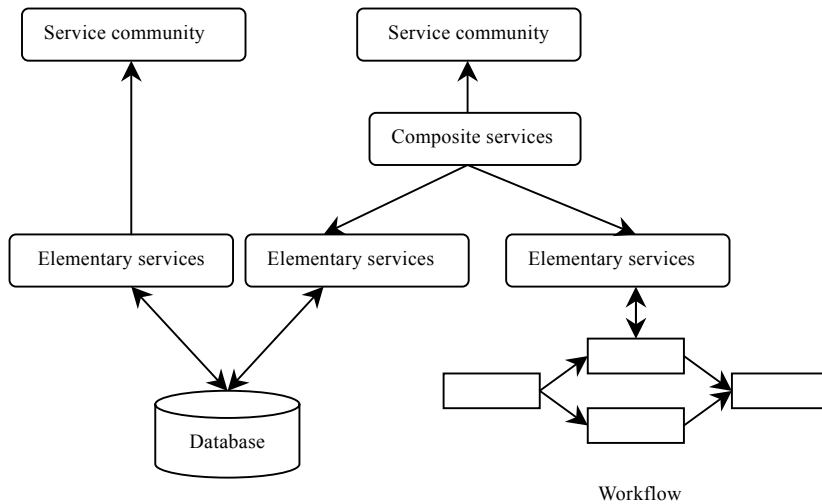 Service community
Service community
Composite services
Elementary services
Elementary services
Elementary services
Database
Workflow